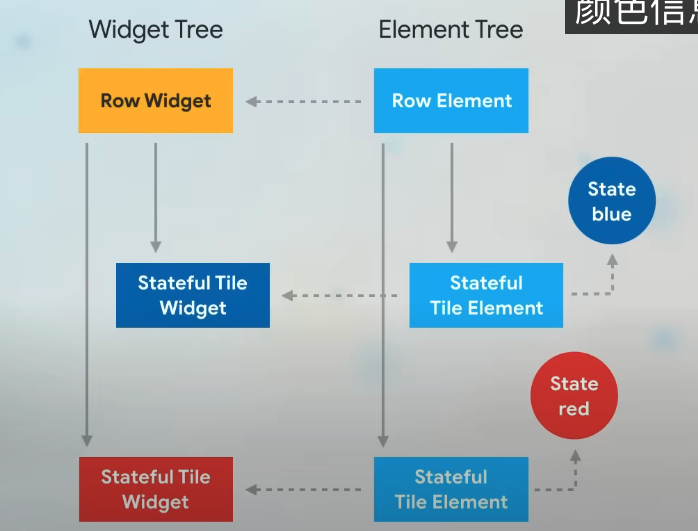 颜色信息
Widget Tree
Element Tree
Row Widget
Row Element
State
blue
Stateful Tile
Widget
Stateful
Tile Element
State
red
Stateful Tile
Widget
Stateful
Tile Element